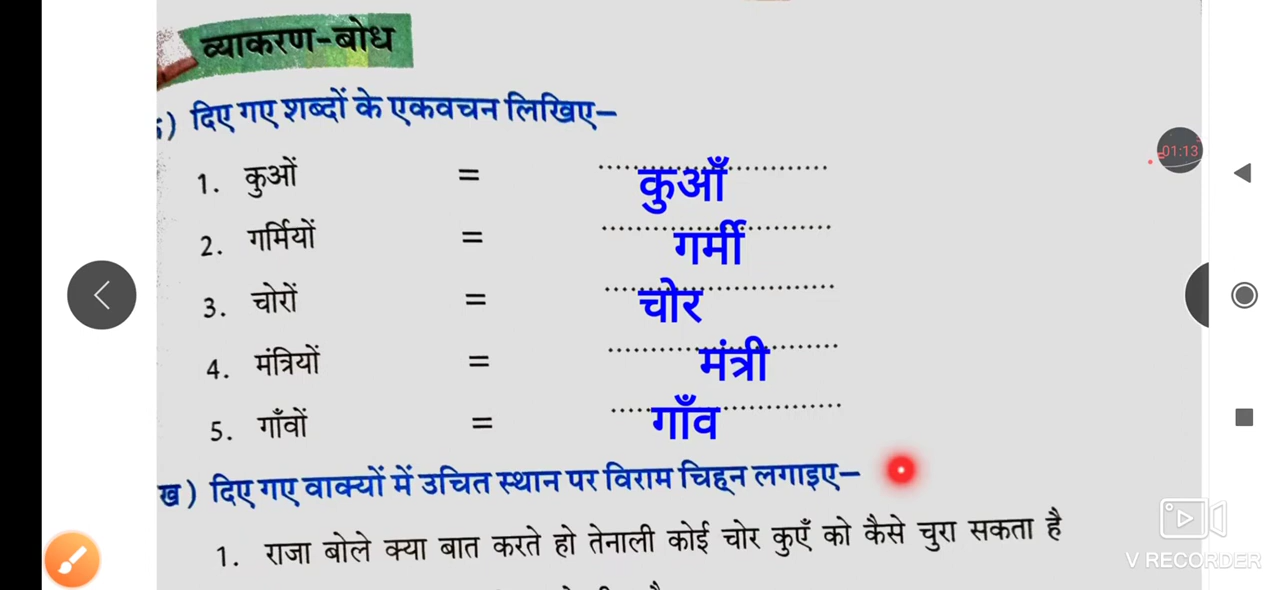 व्याकरण-बोध
) दिए गए शब्दों के एकवचन लिखिए-
1. कुओं = कुआँ
2. गर्मियों = गर्मी
3. चोरों = चोर
4. मंत्रियों = मंत्री
5. गाँवों = गाँव
ख) दिए गए वाक्यों में उचित स्थान पर विराम चिह्न लगाइए-
1. राजा बोले क्या बात करते हो तेनाली कोई चोर कुएँ को कैसे चुरा सकता है
01:13
V RECORDER